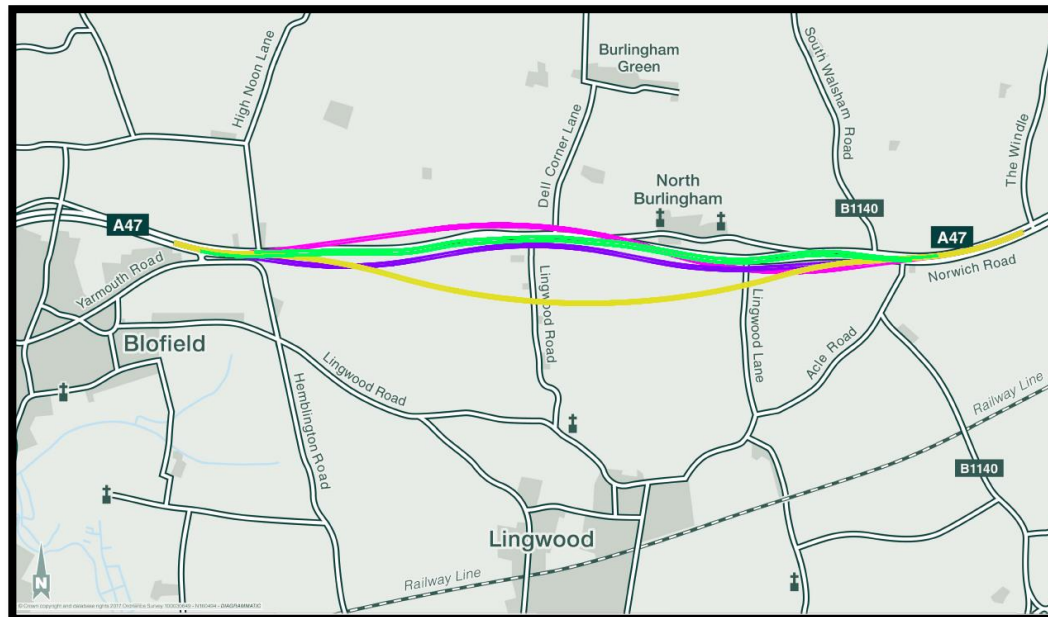 High Noon Lane
Burlingham
Green
South Walsham Road
The Windle
Dell Corner Lane
North
Burlingham
B1140
A47
A47
Norwich Road
Yarmouth Road
Blofield
Lingwood Road
Lingwood Road
Lingwood Lane
Acle Road
Hemblington Road
Railway Line
B1140
Lingwood
Railway Line
N